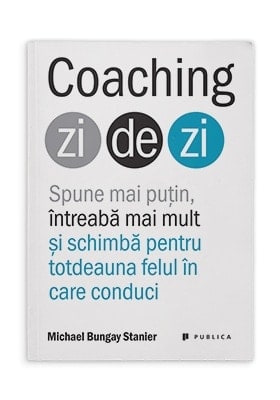 Coaching
zi de zi
Spune mai puțin,
întreabă mai mult
și schimbă pentru
totdeauna felul în
care conduci
Michael Bungay Stanier
PUBLICA